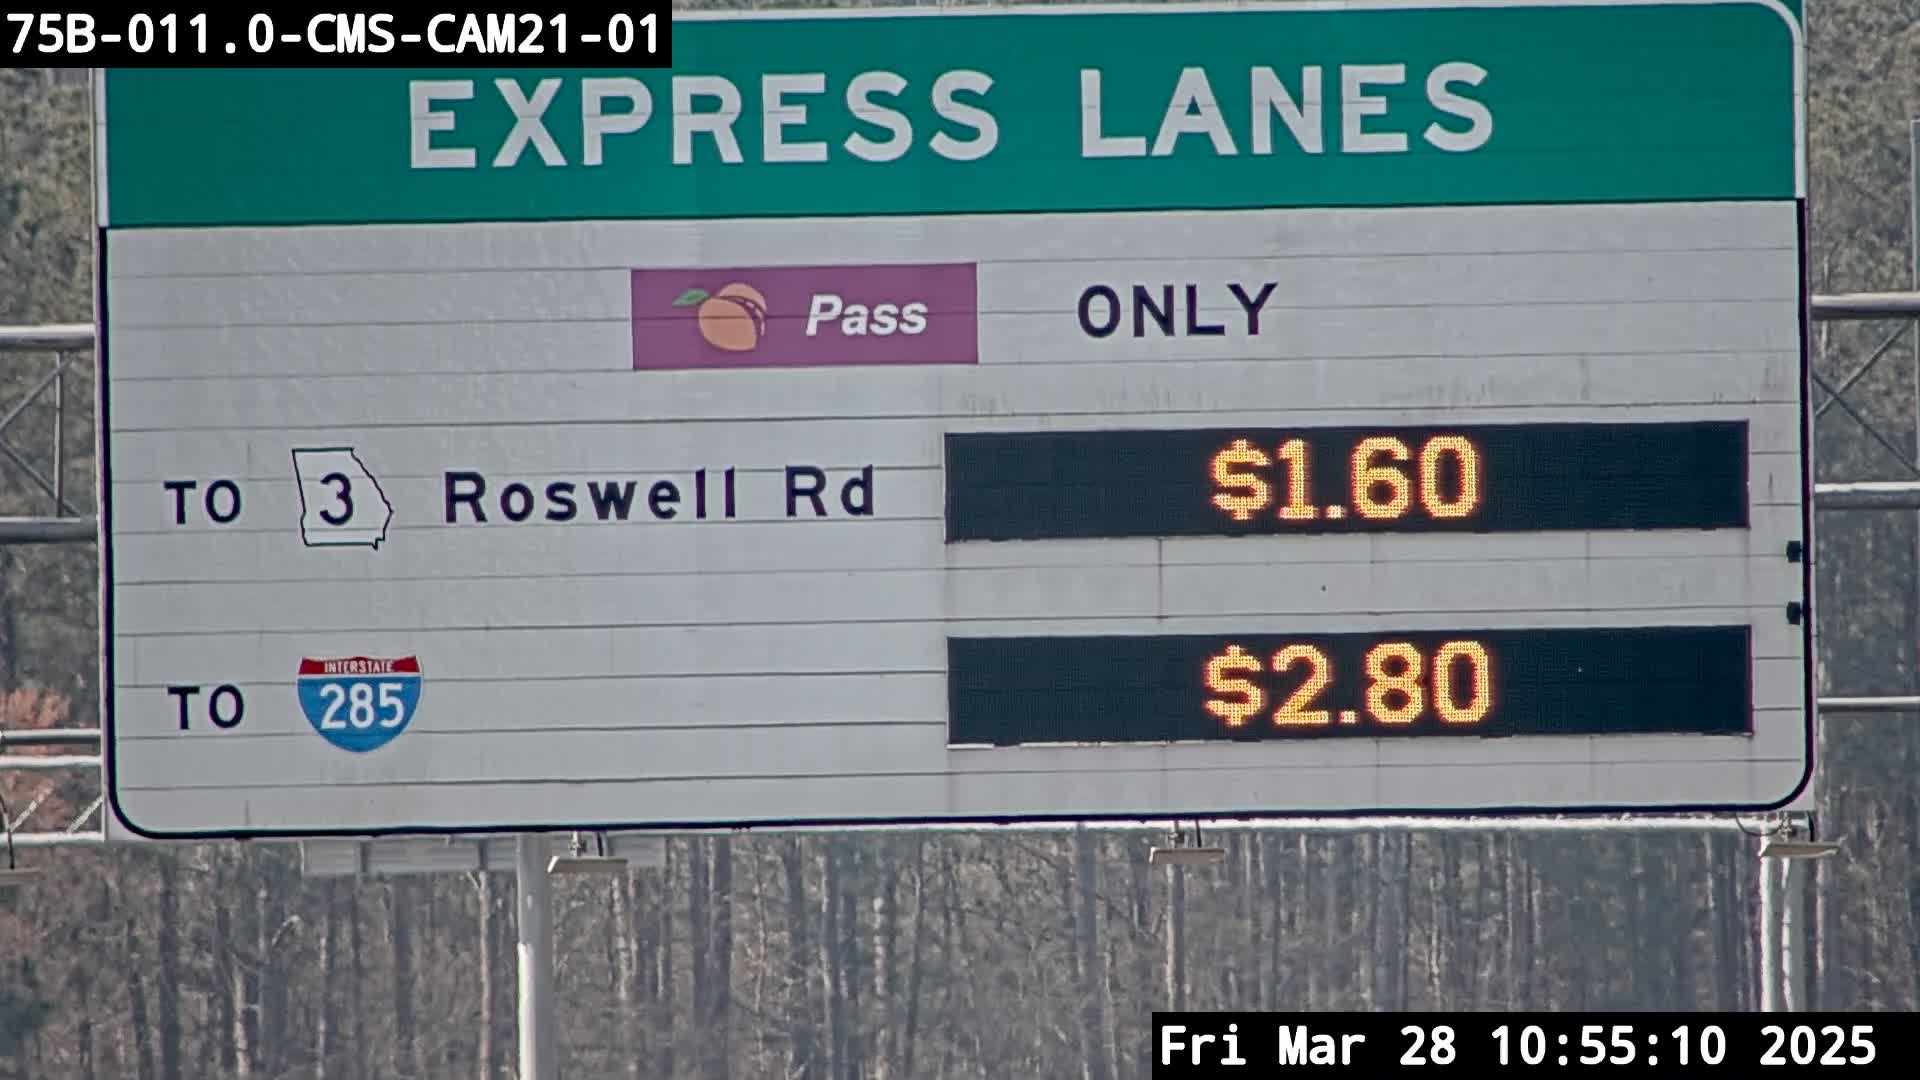 75B-011.0-CMS-CAM21-01
EXPRESS LANES
Pass ONLY
TO 3 Roswell Rd $1.60
TO INTERSTATE 285 $2.80
Fri Mar 28 10:55:10 2025